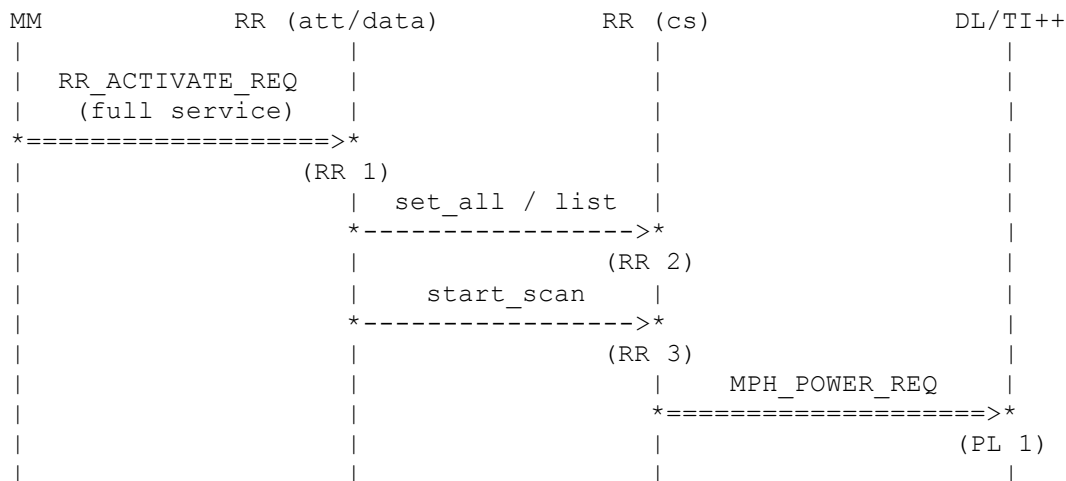 MM RR (att/data) RR (cs) DL/TI++
| | | |
| RR_ACTIVATE_REQ | | |
| (full service) | | |
*===================>* | |
| (RR 1) | |
| | set_all / list | |
| *----------------->* |
| | (RR 2) |
| | start_scan | |
| *----------------->* |
| | (RR 3) |
| | | MPH_POWER_REQ |
| | *====================>*
| | | (PL 1)
| | | |